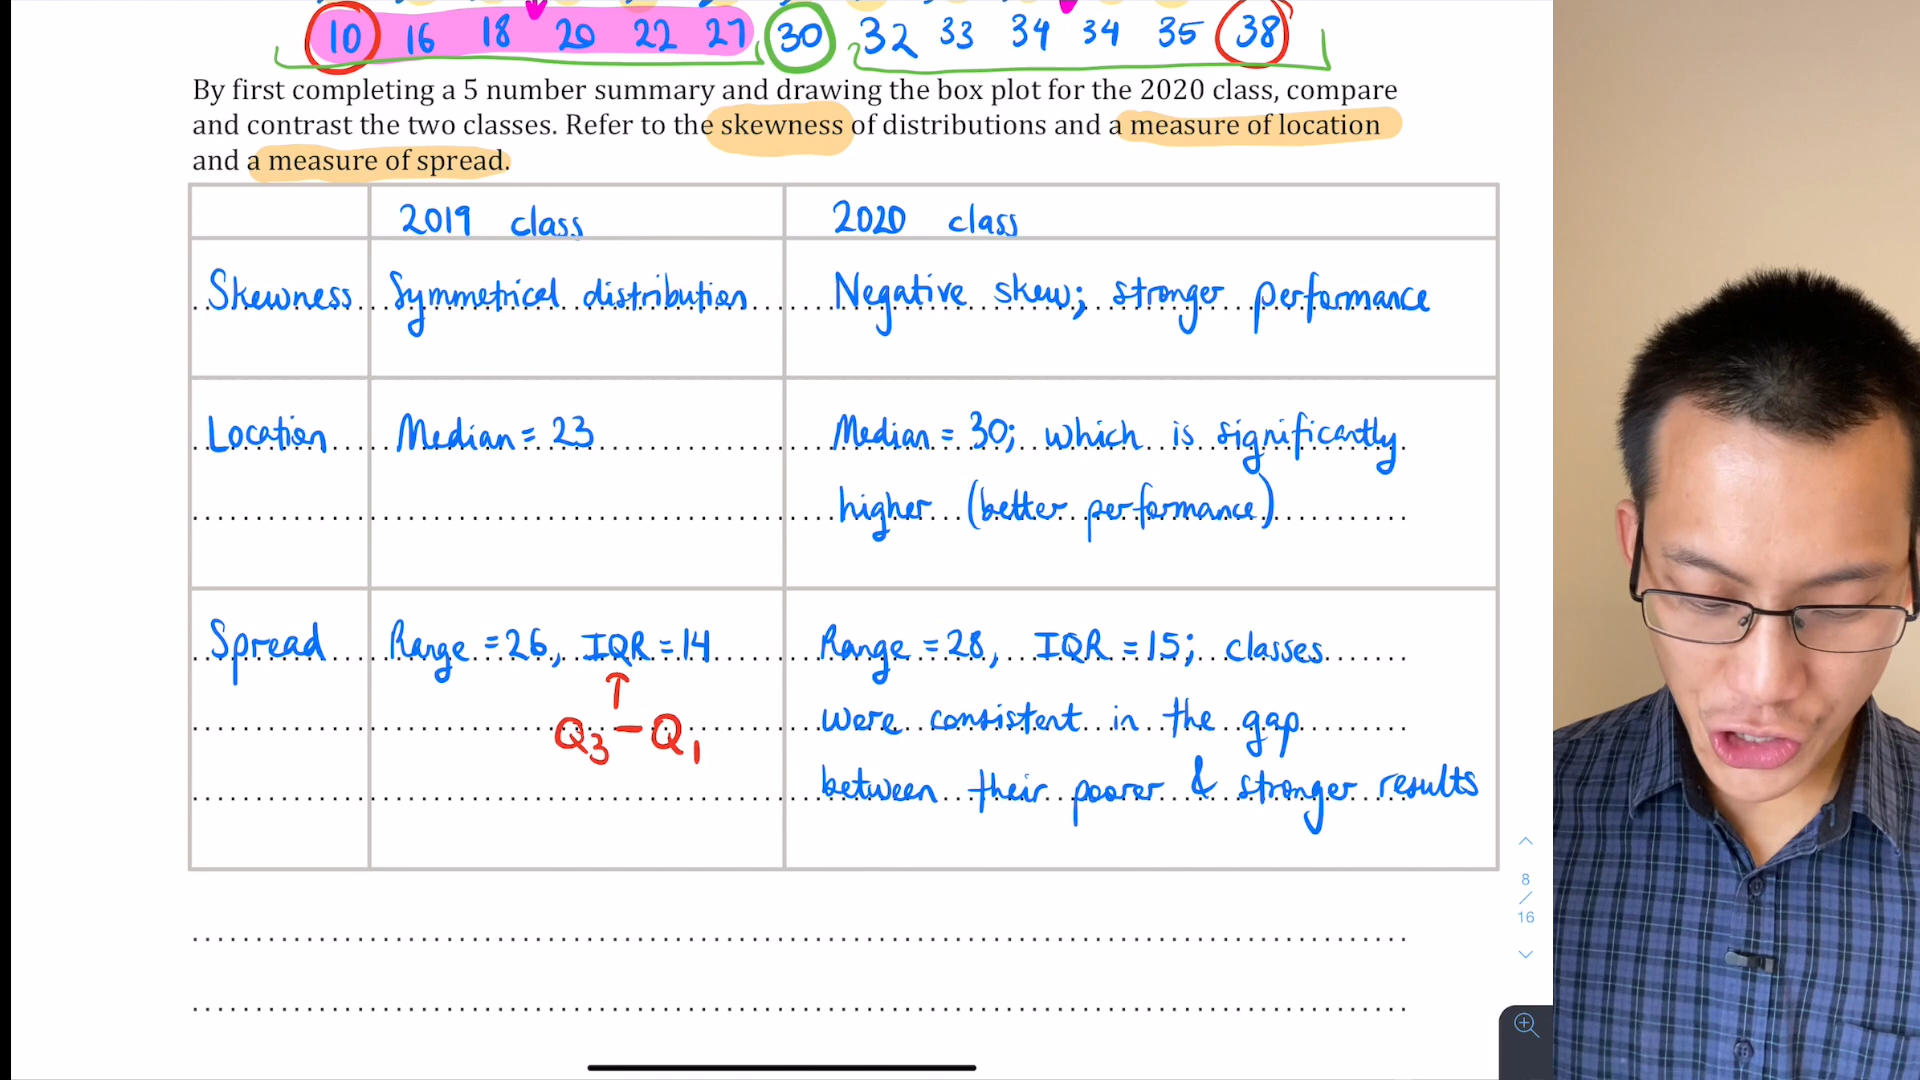 10 16 18 20 22 27 30 32 33 34 34 35 38
By first completing a 5 number summary and drawing the box plot for the 2020 class, compare
and contrast the two classes. Refer to the skewness of distributions and a measure of location
and a measure of spread.
2019 class 2020 class
Skewness Symmetrical distribution Negative skew; stronger performance
Location Median = 23 Median = 30; which is significantly
higher (better performance)
Spread Range = 26, IQR = 14 Range = 28, IQR = 15; classes
Q3 - Q1 were consistent in the gap
between their poorer & stronger results
8
/
16